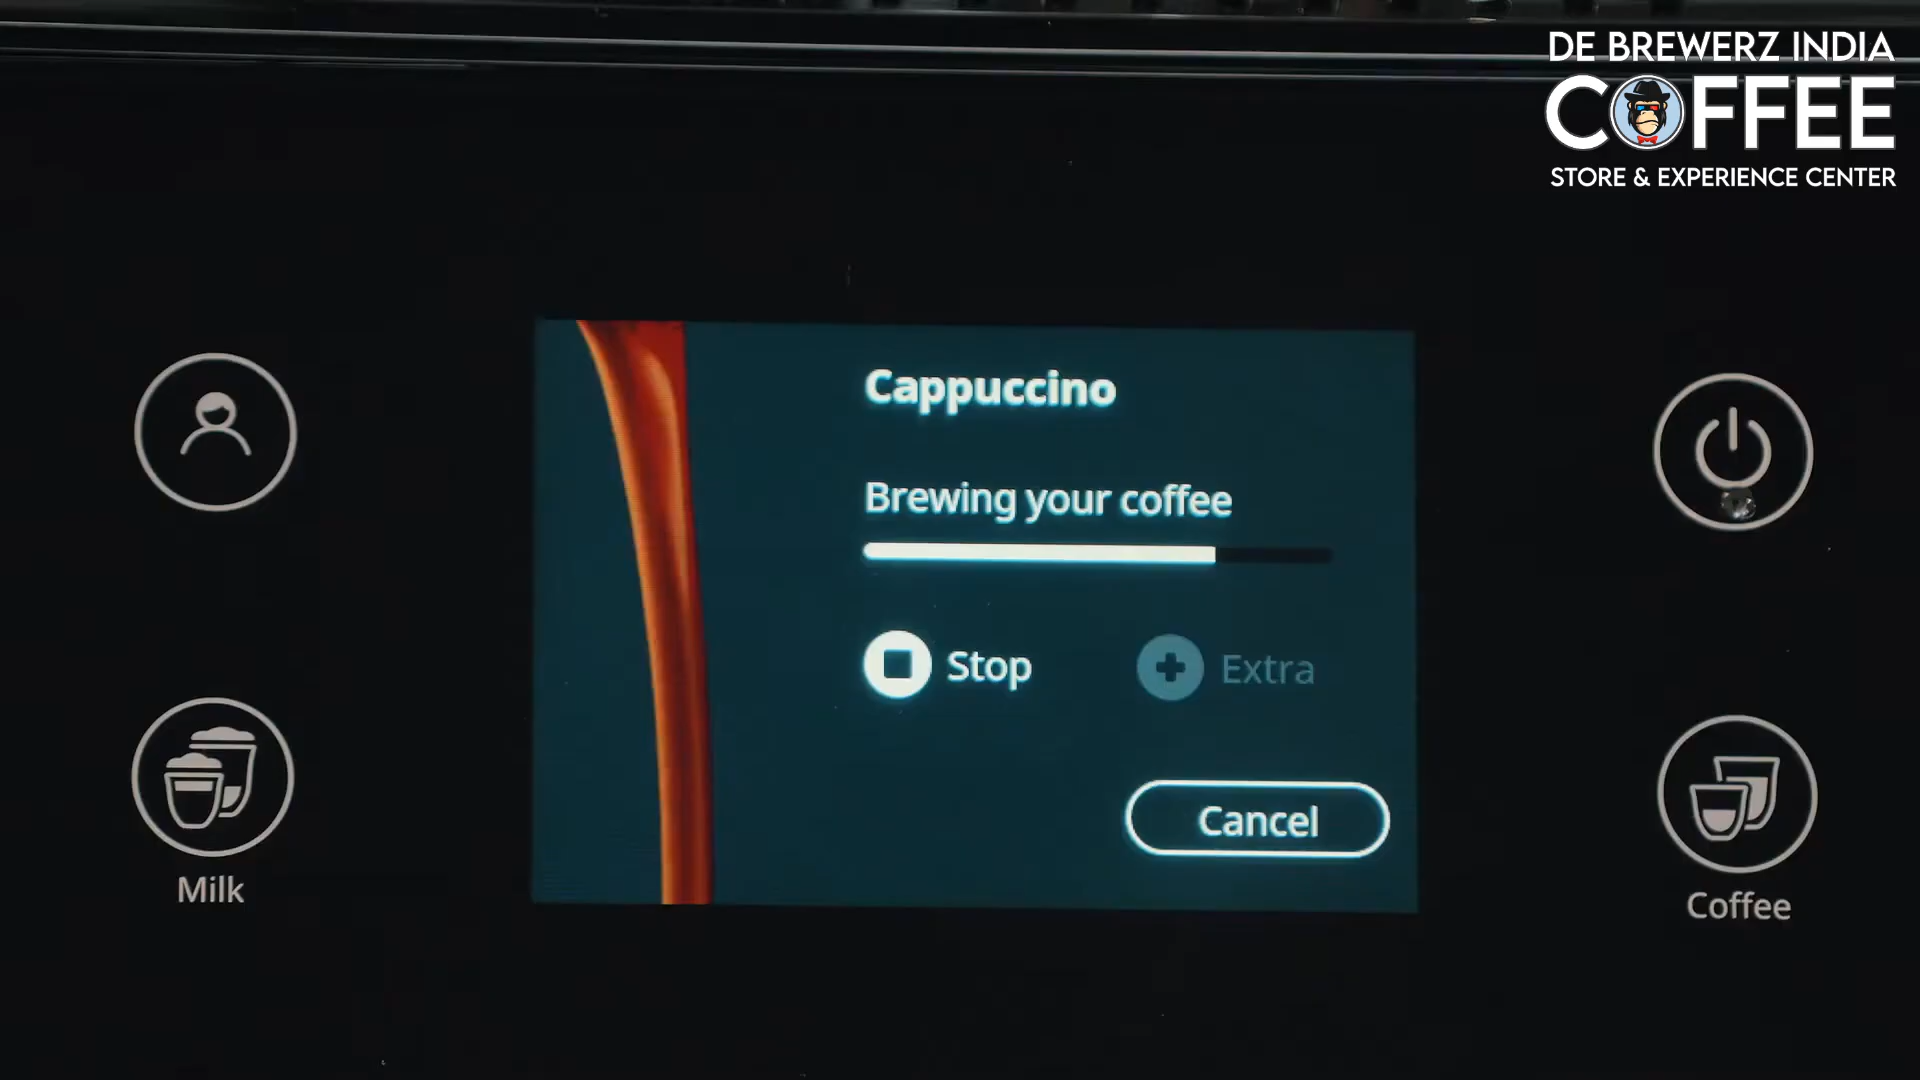 DE BREWERZ INDIA
COFFEE
STORE & EXPERIENCE CENTER
Cappuccino
Brewing your coffee
Stop
Extra
Cancel
Milk
Coffee